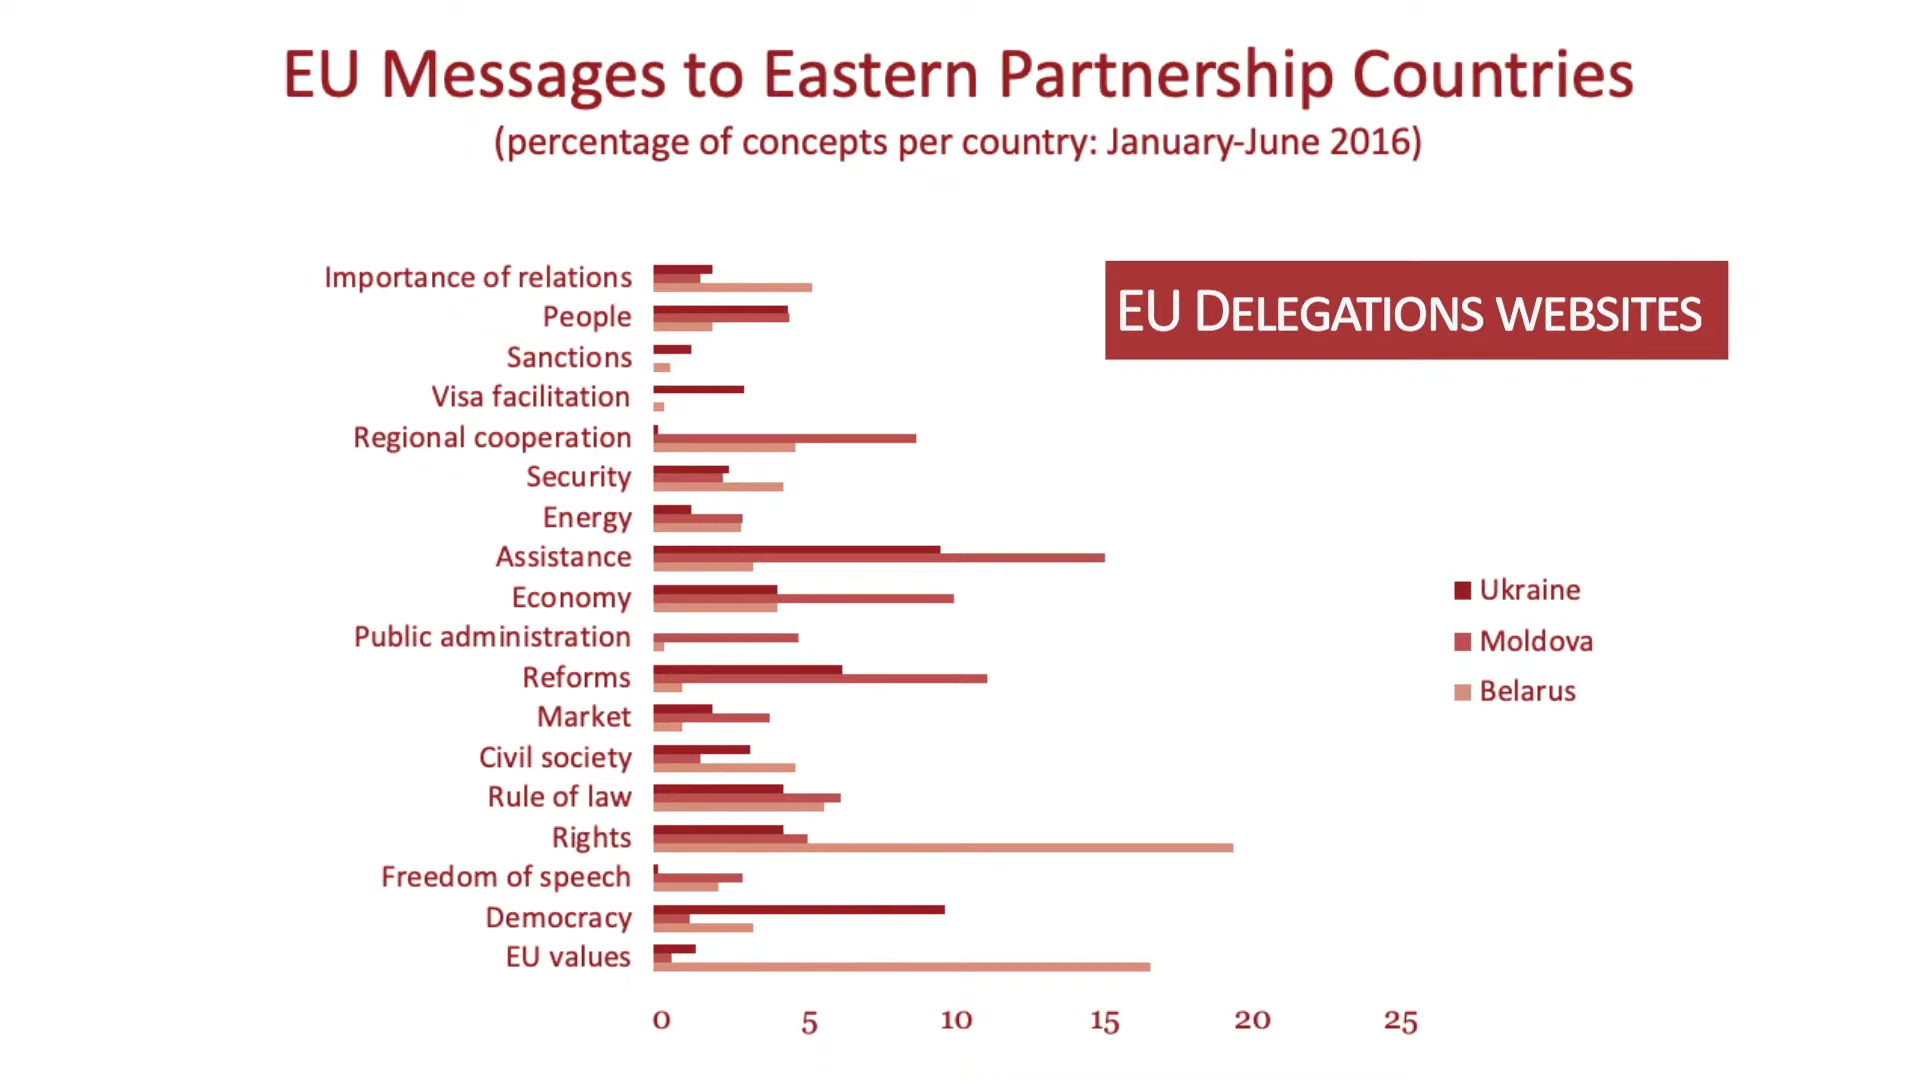 EU Messages to Eastern Partnership Countries
(percentage of concepts per country: January-June 2016)
EU DELEGATIONS WEBSITES
Importance of relations
People
Sanctions
Visa facilitation
Regional cooperation
Security
Energy
Assistance
Economy
Public administration
Reforms
Market
Civil society
Rule of law
Rights
Freedom of speech
Democracy
EU values
0 5 10 15 20 25
Ukraine
Moldova
Belarus